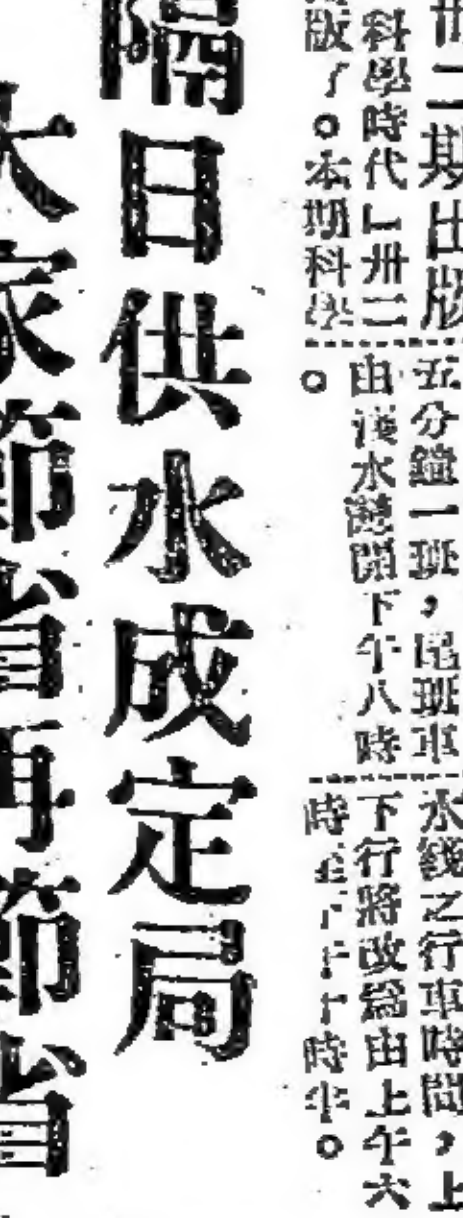 卅二期出版
科學時代﹂卅二
版了。本期科學
五分鐘一班，尾班車
由淺水灣開下午八時
。
水綫之行車時間，上
下行將改為由上午六
時至下午十時半。
隔日供水成定局
大家節省再節省